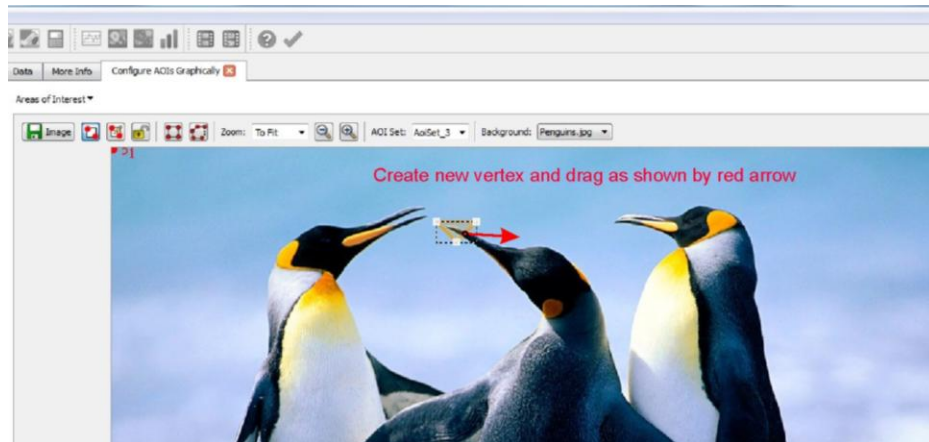 Data More Info Configure AOIs Graphically
Areas of Interest
Image Zoom: To Fit AOI Set: AoiSet_3 Background: Penguins.jpg
Create new vertex and drag as shown by red arrow